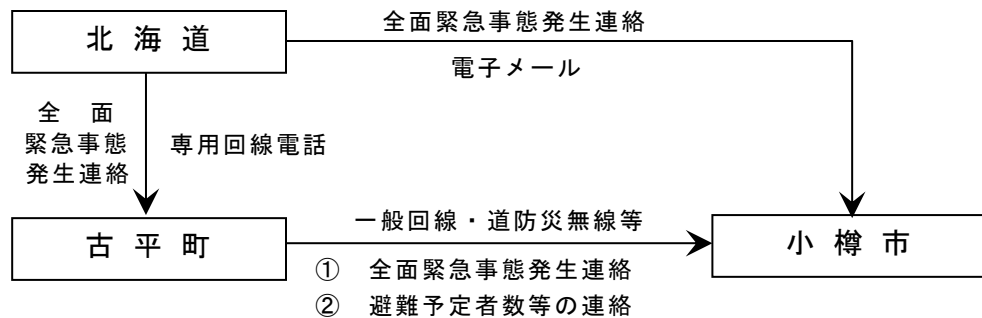 全面緊急事態発生連絡
北海道
電子メール
全　面
緊急事態
発生連絡
専用回線電話
一般回線・道防災無線等
古平町
小樽市
①　全面緊急事態発生連絡
②　避難予定者数等の連絡